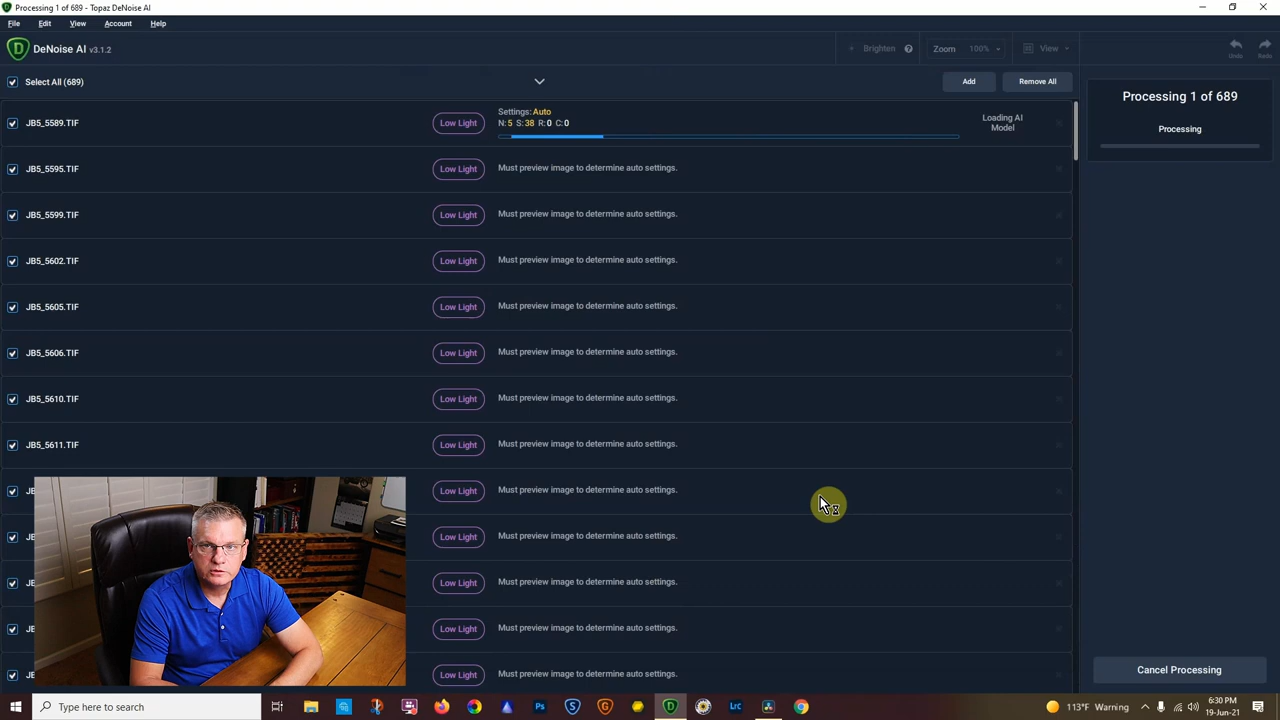 Processing 1 of 689 - Topaz DeNoise AI
File Edit View Account Help
DeNoise AI v3.1.2
Brighten ? Zoom 100% View Undo Redo
Select All (689) Add Remove All
JB5_5589.TIF Low Light Settings: Auto
N: 5 S: 38 R: 0 C: 0
Loading AI
Model
Processing 1 of 689
Processing
JB5_5595.TIF Low Light Must preview image to determine auto settings.
JB5_5599.TIF Low Light Must preview image to determine auto settings.
JB5_5602.TIF Low Light Must preview image to determine auto settings.
JB5_5605.TIF Low Light Must preview image to determine auto settings.
JB5_5606.TIF Low Light Must preview image to determine auto settings.
JB5_5610.TIF Low Light Must preview image to determine auto settings.
JB5_5611.TIF Low Light Must preview image to determine auto settings.
JB Low Light Must preview image to determine auto settings.
JB Low Light Must preview image to determine auto settings.
JB Low Light Must preview image to determine auto settings.
JB Low Light Must preview image to determine auto settings.
JB Low Light Must preview image to determine auto settings.
Cancel Processing
Type here to search Ps S G Lrc 113°F Warning 6:30 PM
19-Jun-21